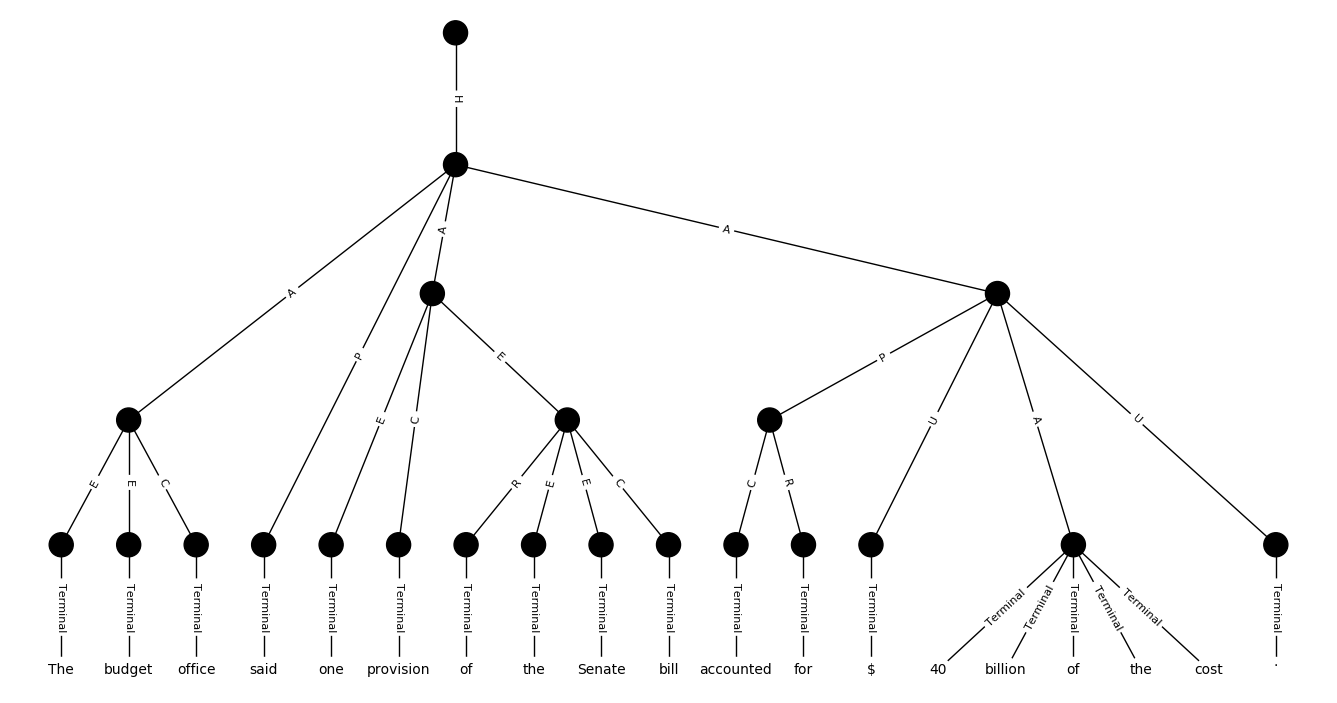 H
A
A
A
P
E
P
E
C
U
A
U
E
E
C
R
E
E
C
C
R
Terminal Terminal Terminal Terminal Terminal Terminal Terminal Terminal Terminal Terminal Terminal Terminal Terminal Terminal Terminal Terminal Terminal Terminal Terminal
The budget office said one provision of the Senate bill accounted for $ 40 billion of the cost .